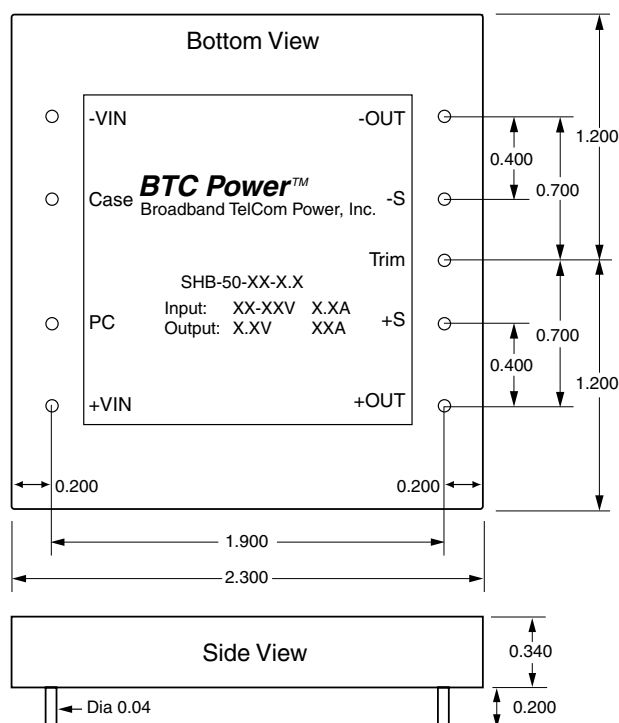 Bottom View
-VIN
-OUT
1.200
0.400
0.700
Case
BTC Power™
-S
Broadband TelCom Power, Inc.
Trim
SHB-50-XX-X.X
Input: XX-XXV X.XA
Output: X.XV XXA
PC
+S
0.700
0.400
1.200
+VIN
+OUT
0.200
0.200
1.900
2.300
Side View
0.340
Dia 0.04
0.200